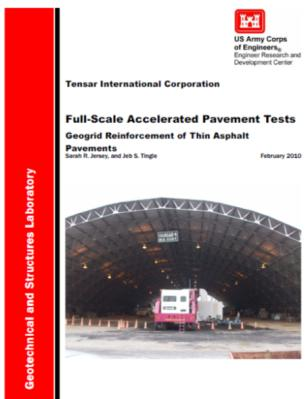 US Army Corps
of Engineers®
Engineer Research and
Development Center
Tensar International Corporation
Full-Scale Accelerated Pavement Tests
Geogrid Reinforcement of Thin Asphalt
Pavements
Sarah R. Jersey, and Jeb S. Tingle February 2010
Geotechnical and Structures Laboratory